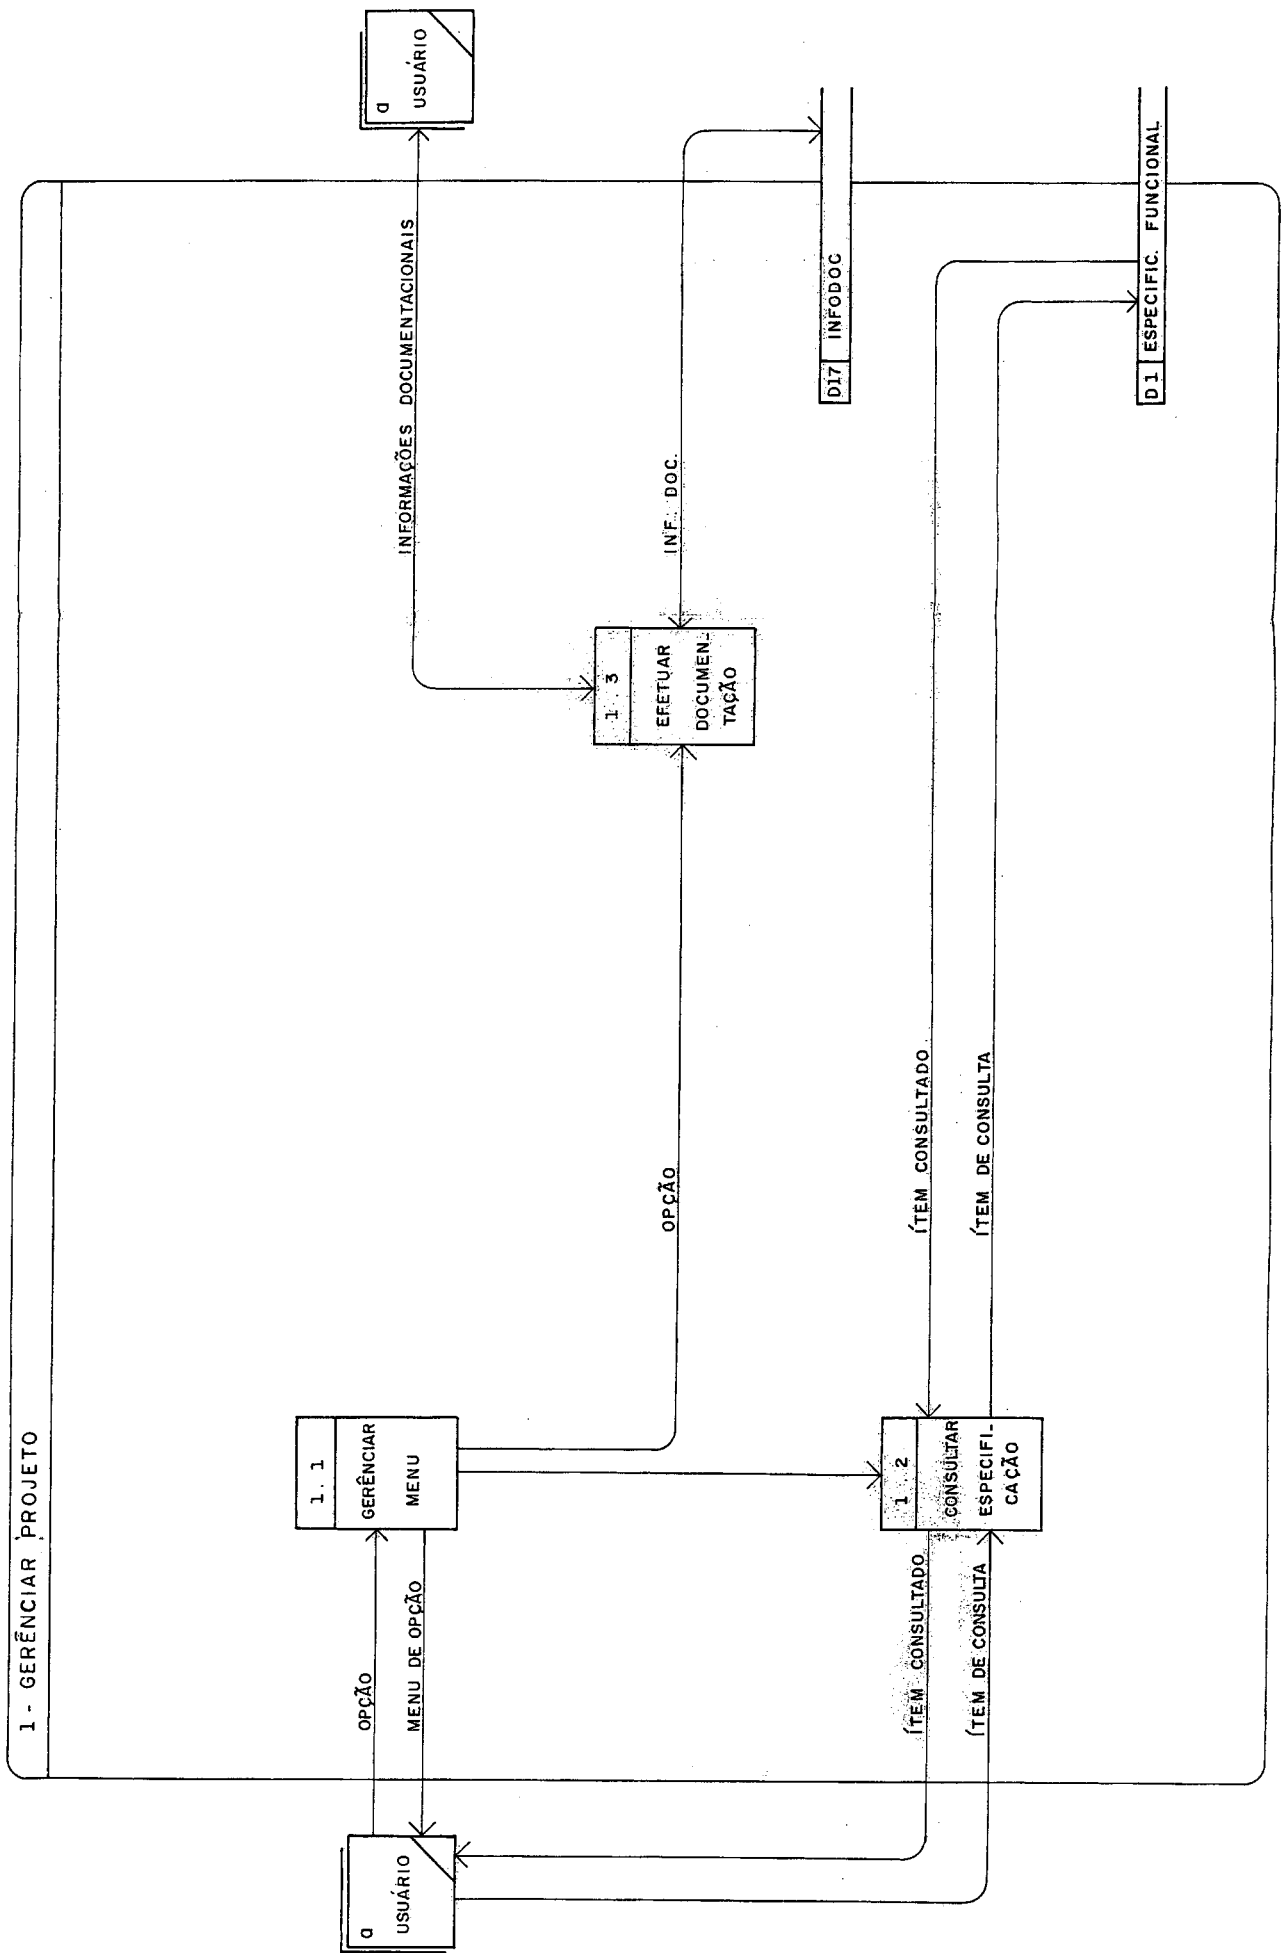 1 - GERÊNCIAR PROJETO
a
USUÁRIO
OPÇÃO
MENU DE OPÇÃO
1.1
GERÊNCIAR
MENU
INFORMAÇÕES DOCUMENTACIONAIS
a
USUÁRIO
OPÇÃO
1.3
EFETUAR
DOCUMEN_
TAÇÃO
INF. DOC.
D17 INFODOC
ÍTEM CONSULTADO
ÍTEM DE CONSULTA
1.2
CONSULTAR
ESPECIFI_
CAÇÃO
ÍTEM CONSULTADO
ÍTEM DE CONSULTA
D1 ESPECIFIC. FUNCIONAL